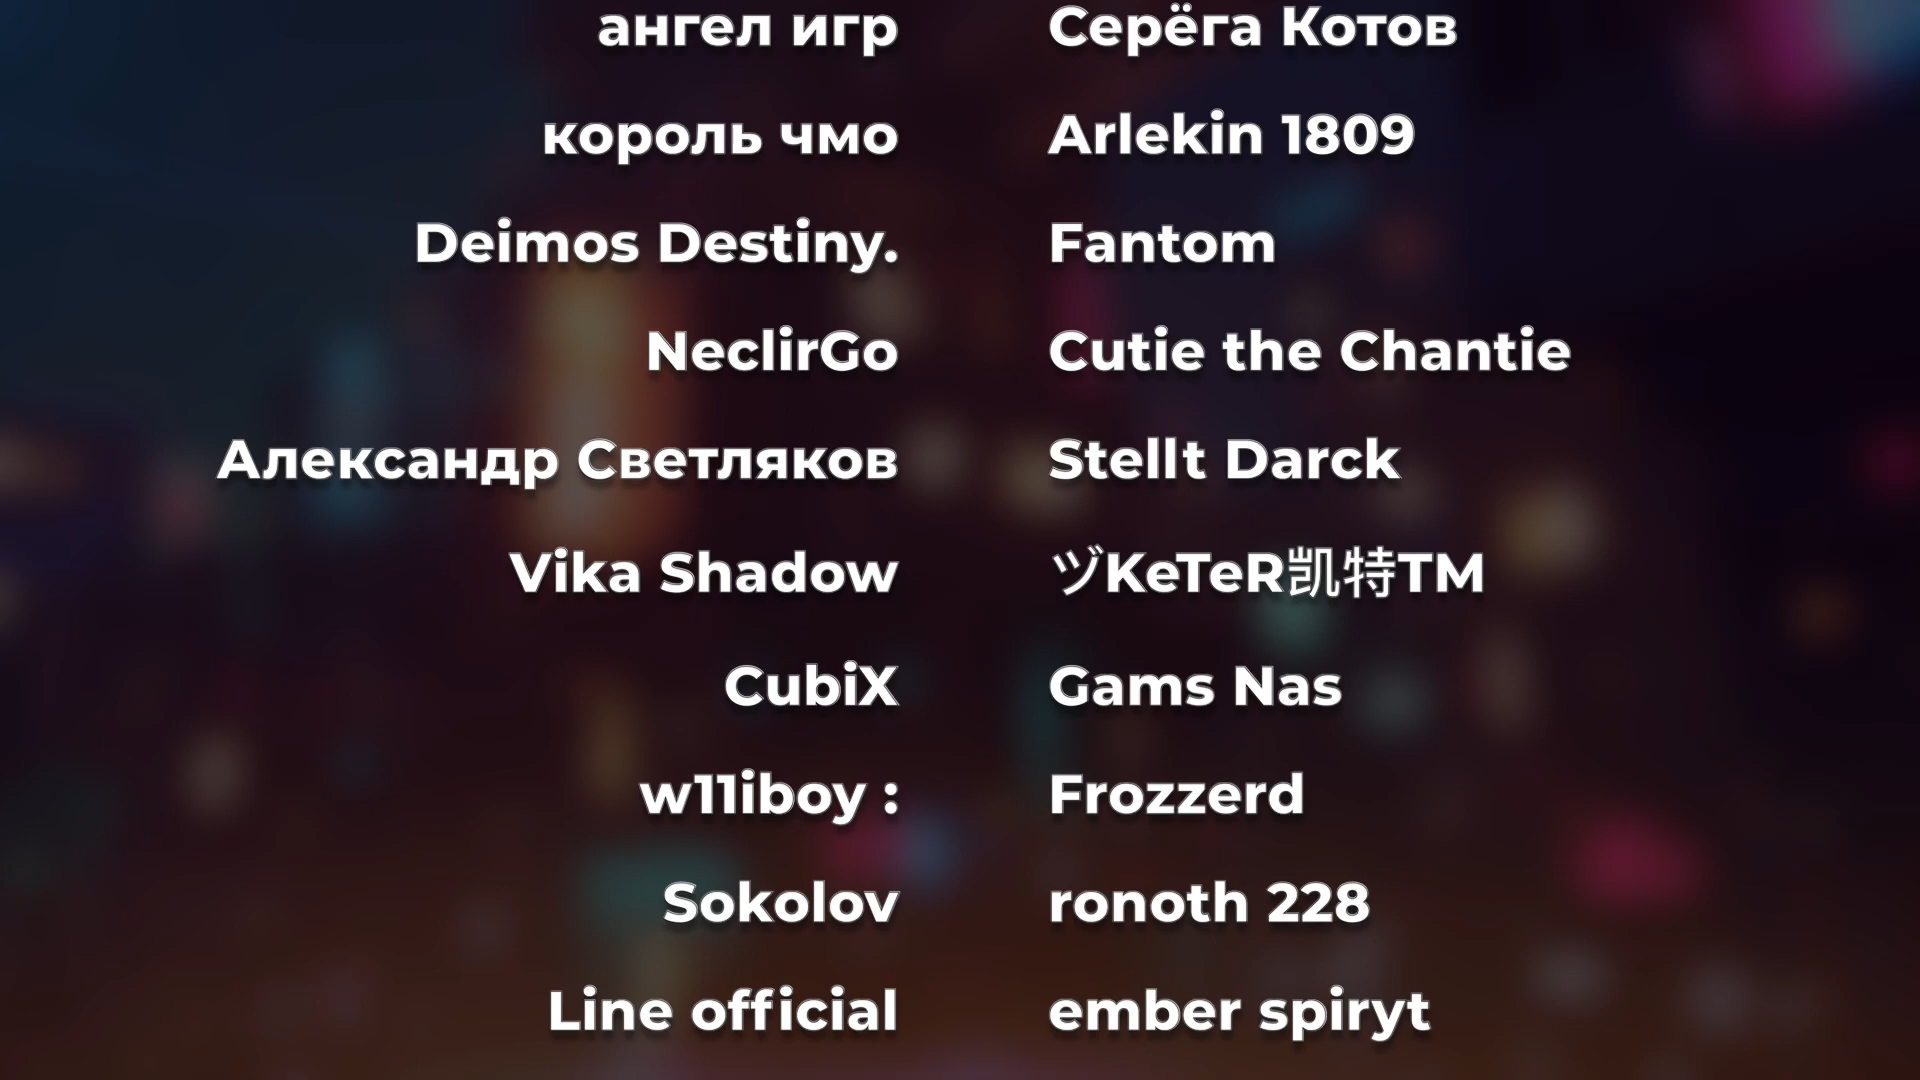 ангел игр Серёга Котов
король чмо Arlekin 1809
Deimos Destiny. Fantom
NeclirGo Cutie the Chantie
Александр Светляков Stellt Darck
Vika Shadow ヅKeTeR凯特TM
CubiX Gams Nas
w11iboy : Frozzerd
Sokolov ronoth 228
Line official ember spiryt